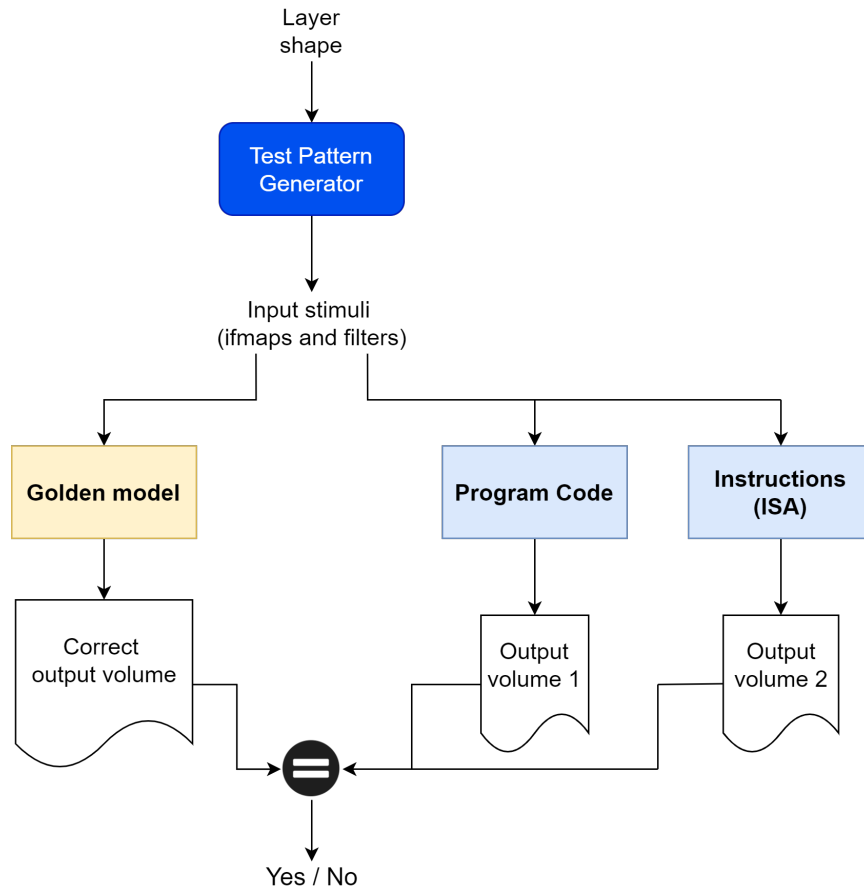 Layer
shape
Test Pattern
Generator
Input stimuli
(ifmaps and filters)
Golden model
Program Code
Instructions
(ISA)
Correct
output volume
Output
volume 1
Output
volume 2
Yes / No